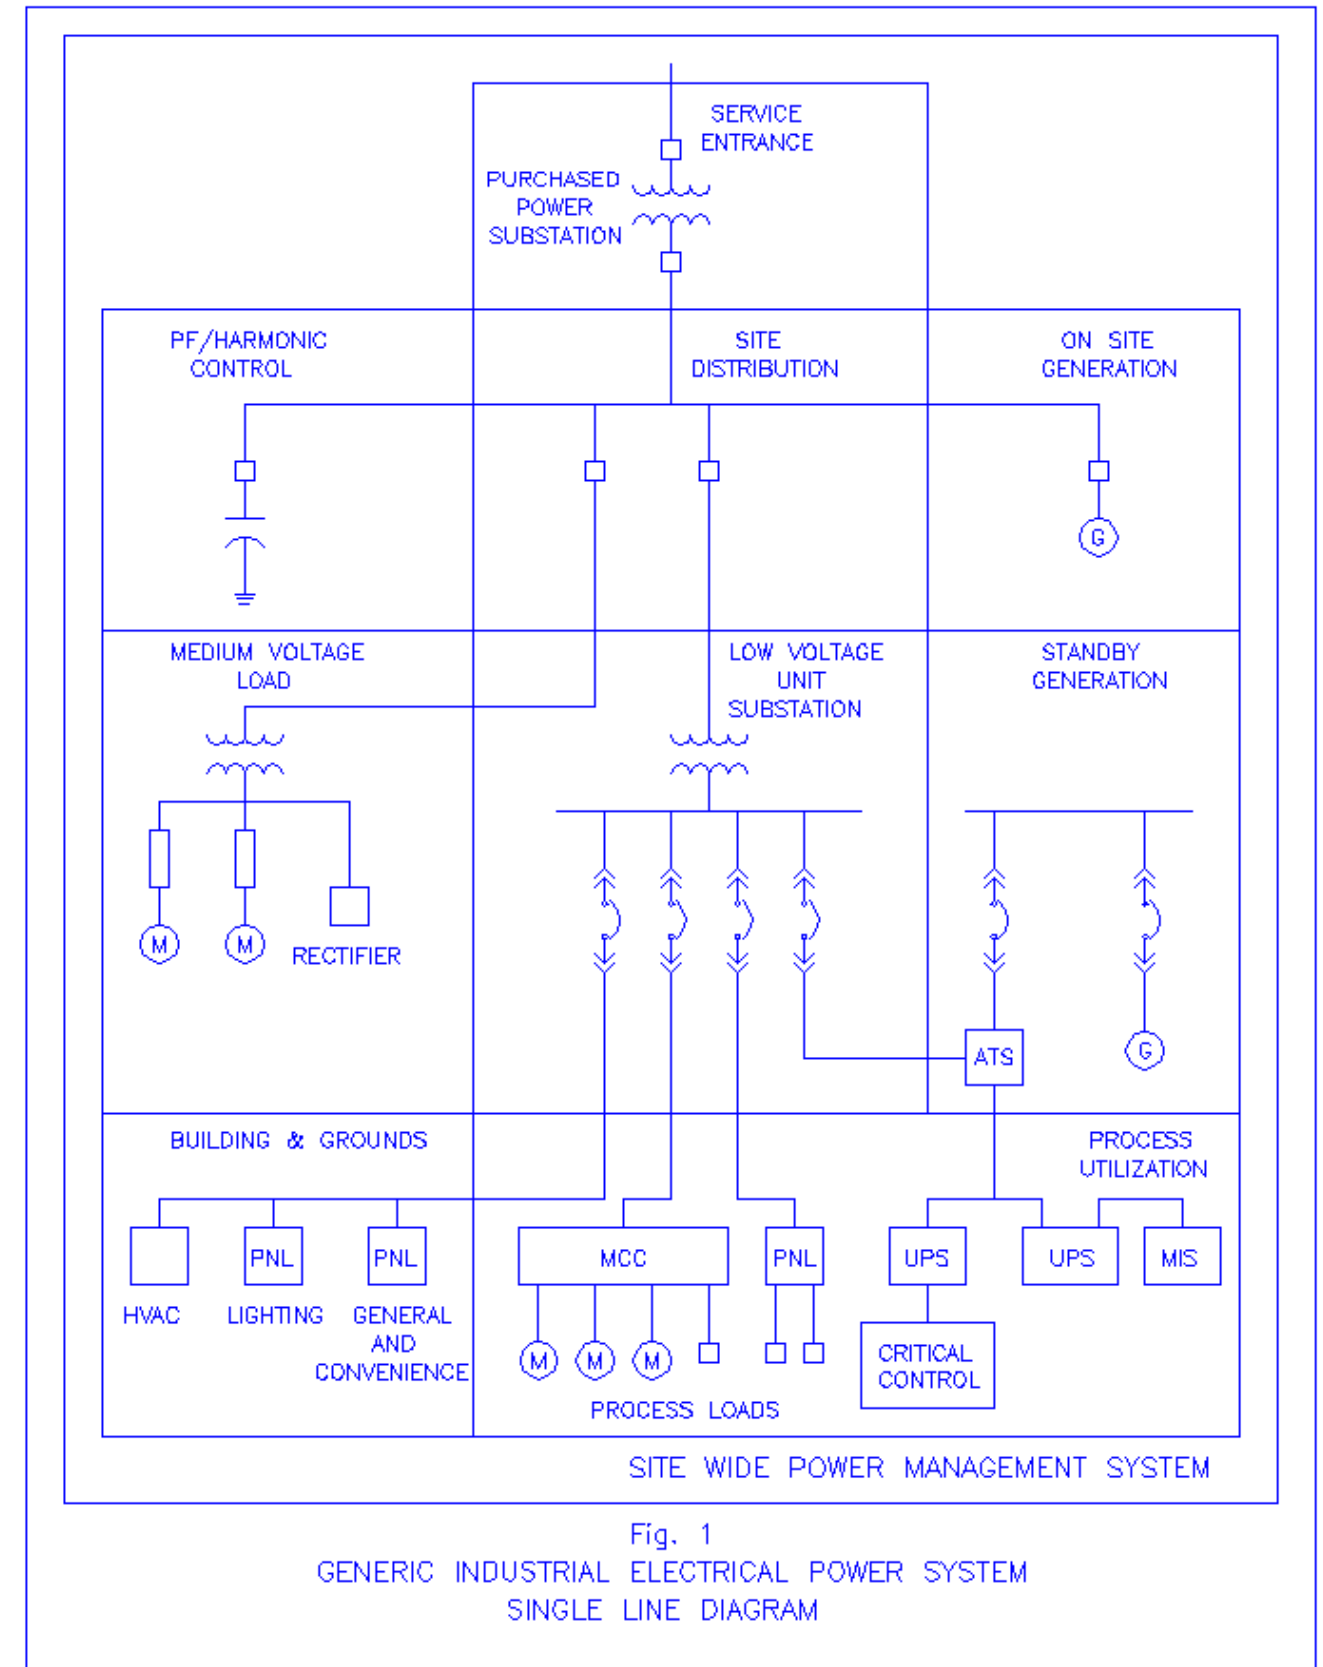 SERVICE
ENTRANCE
PURCHASED
POWER
SUBSTATION
PF/HARMONIC
CONTROL
SITE
DISTRIBUTION
ON SITE
GENERATION
G
MEDIUM VOLTAGE
LOAD
LOW VOLTAGE
UNIT
SUBSTATION
STANDBY
GENERATION
M
M
RECTIFIER
ATS
G
BUILDING & GROUNDS
PROCESS
UTILIZATION
PNL
PNL
MCC
PNL
UPS
UPS
MIS
HVAC
LIGHTING
GENERAL
AND
CONVENIENCE
M
M
M
CRITICAL
CONTROL
PROCESS LOADS
SITE WIDE POWER MANAGEMENT SYSTEM
Fig. 1
GENERIC INDUSTRIAL ELECTRICAL POWER SYSTEM
SINGLE LINE DIAGRAM